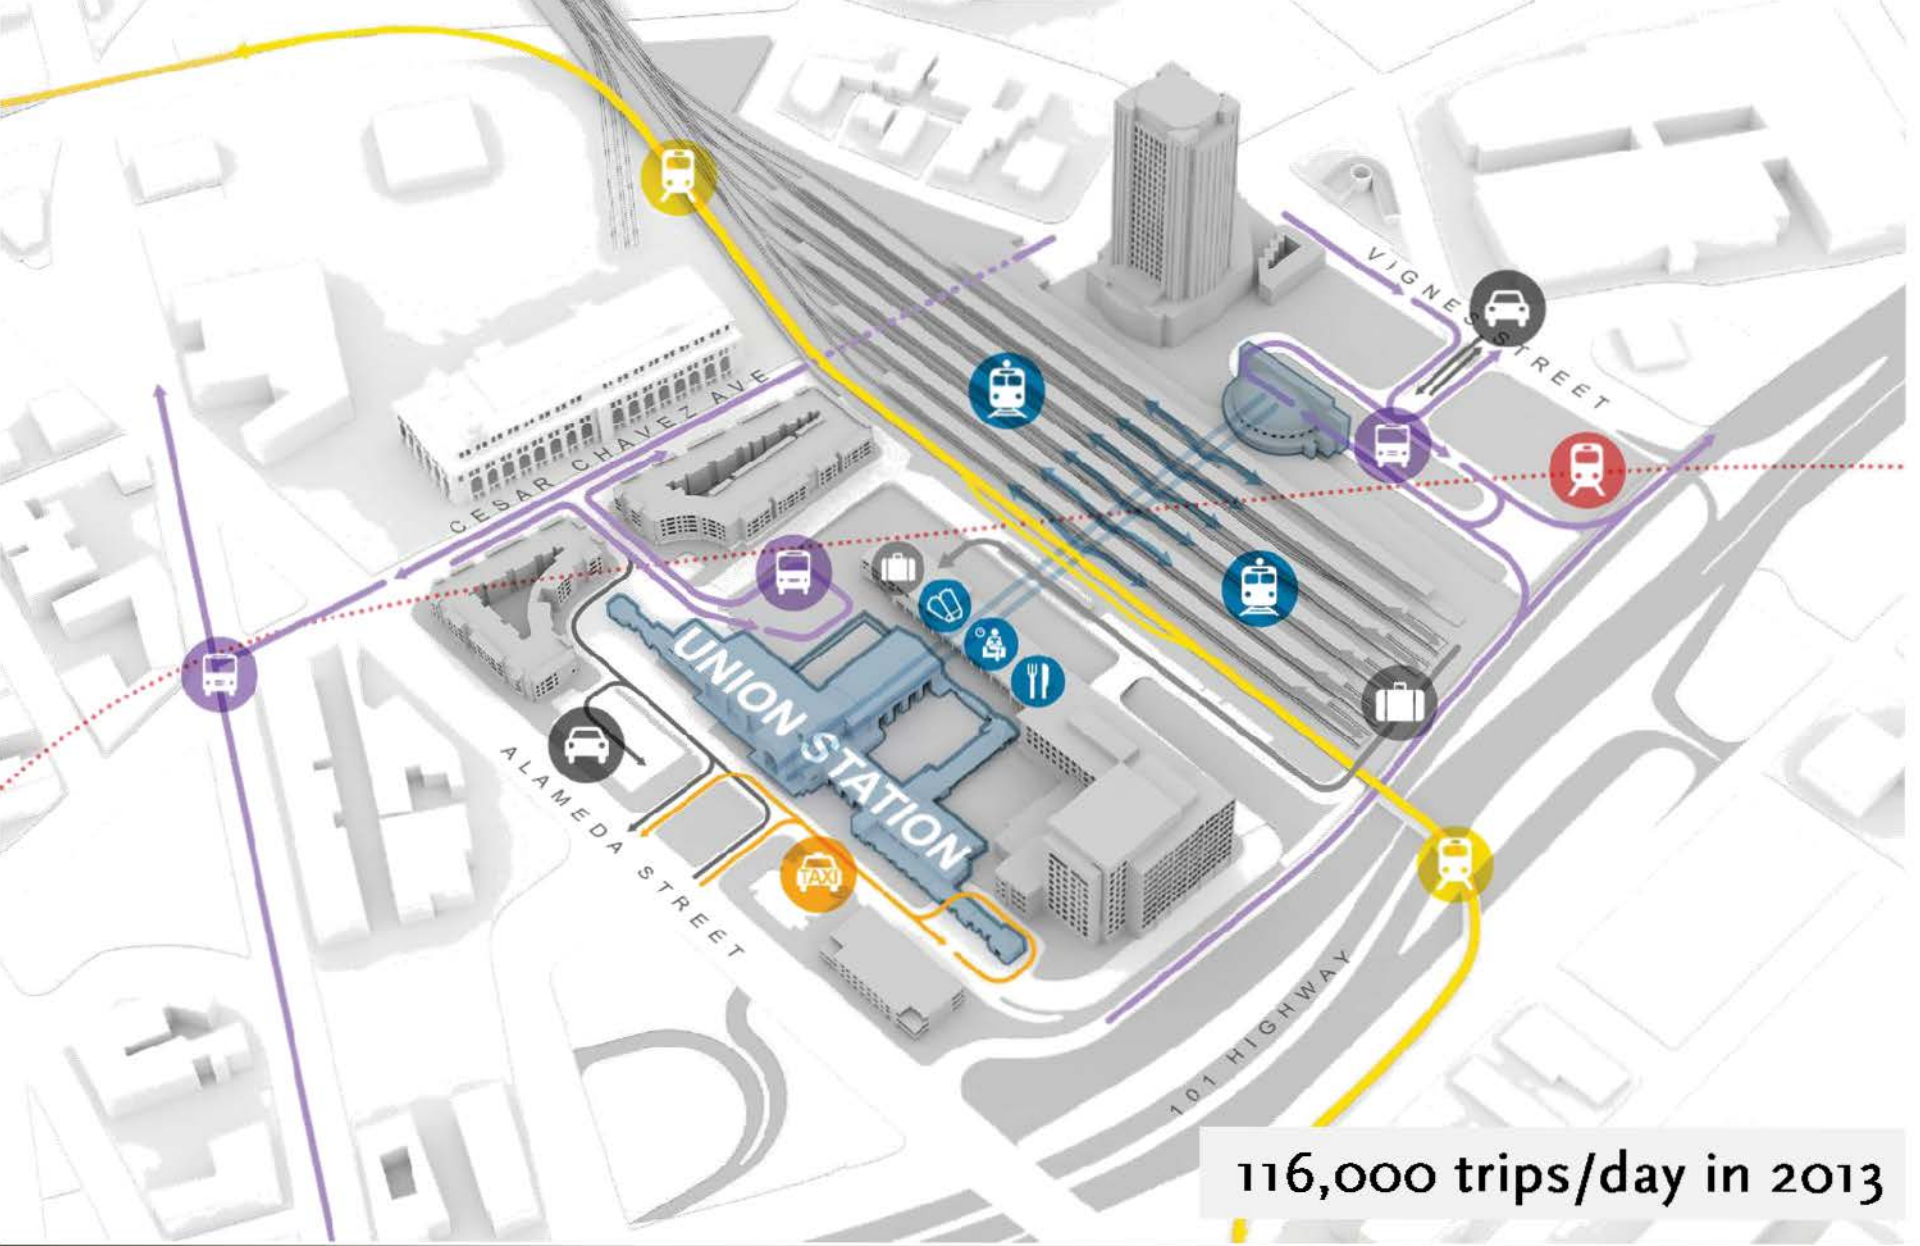 VIGNES STREET
CESAR CHAVEZ AVE
UNION STATION
TAXI
ALAMEDA STREET
101 HIGHWAY
116,000 trips/day in 2013